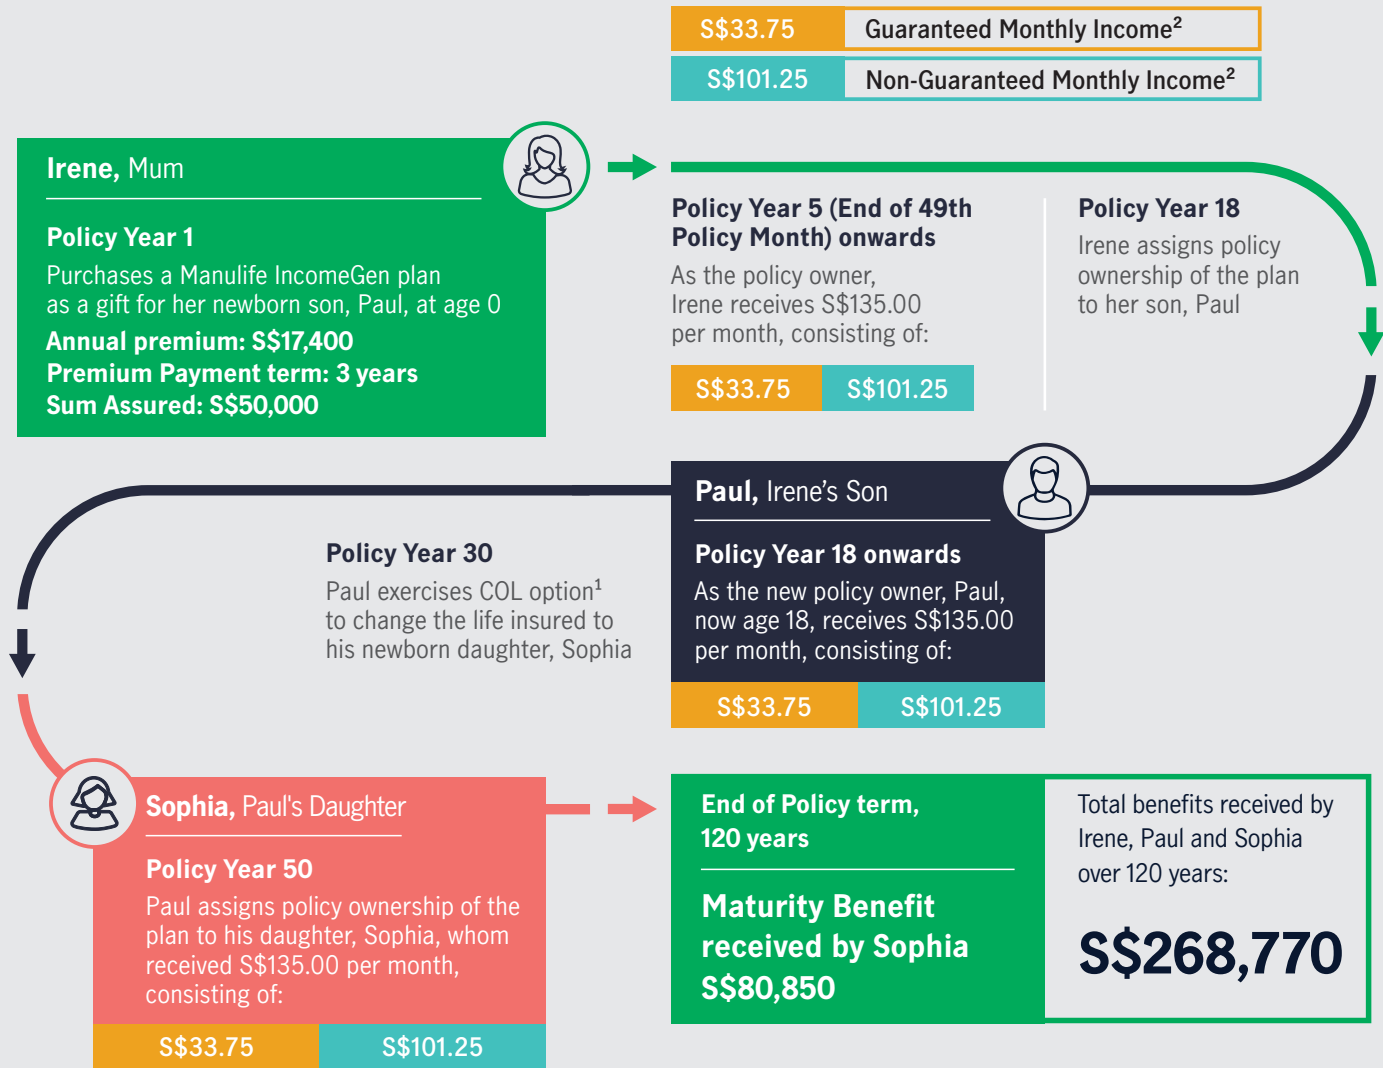 S$33.75 Guaranteed Monthly Income²
S$101.25 Non-Guaranteed Monthly Income²
Irene, Mum
Policy Year 1
Purchases a Manulife IncomeGen plan
as a gift for her newborn son, Paul, at age 0
Annual premium: S$17,400
Premium Payment term: 3 years
Sum Assured: S$50,000
Policy Year 5 (End of 49th
Policy Month) onwards
As the policy owner,
Irene receives S$135.00
per month, consisting of:
S$33.75 S$101.25
Policy Year 18
Irene assigns policy
ownership of the plan
to her son, Paul
Paul, Irene’s Son
Policy Year 18 onwards
As the new policy owner, Paul,
now age 18, receives S$135.00
per month, consisting of:
S$33.75 S$101.25
Policy Year 30
Paul exercises COL option¹
to change the life insured to
his newborn daughter, Sophia
Sophia, Paul's Daughter
Policy Year 50
Paul assigns policy ownership of the
plan to his daughter, Sophia, whom
received S$135.00 per month,
consisting of:
S$33.75 S$101.25
End of Policy term,
120 years
Maturity Benefit
received by Sophia
S$80,850
Total benefits received by
Irene, Paul and Sophia
over 120 years:
S$268,770